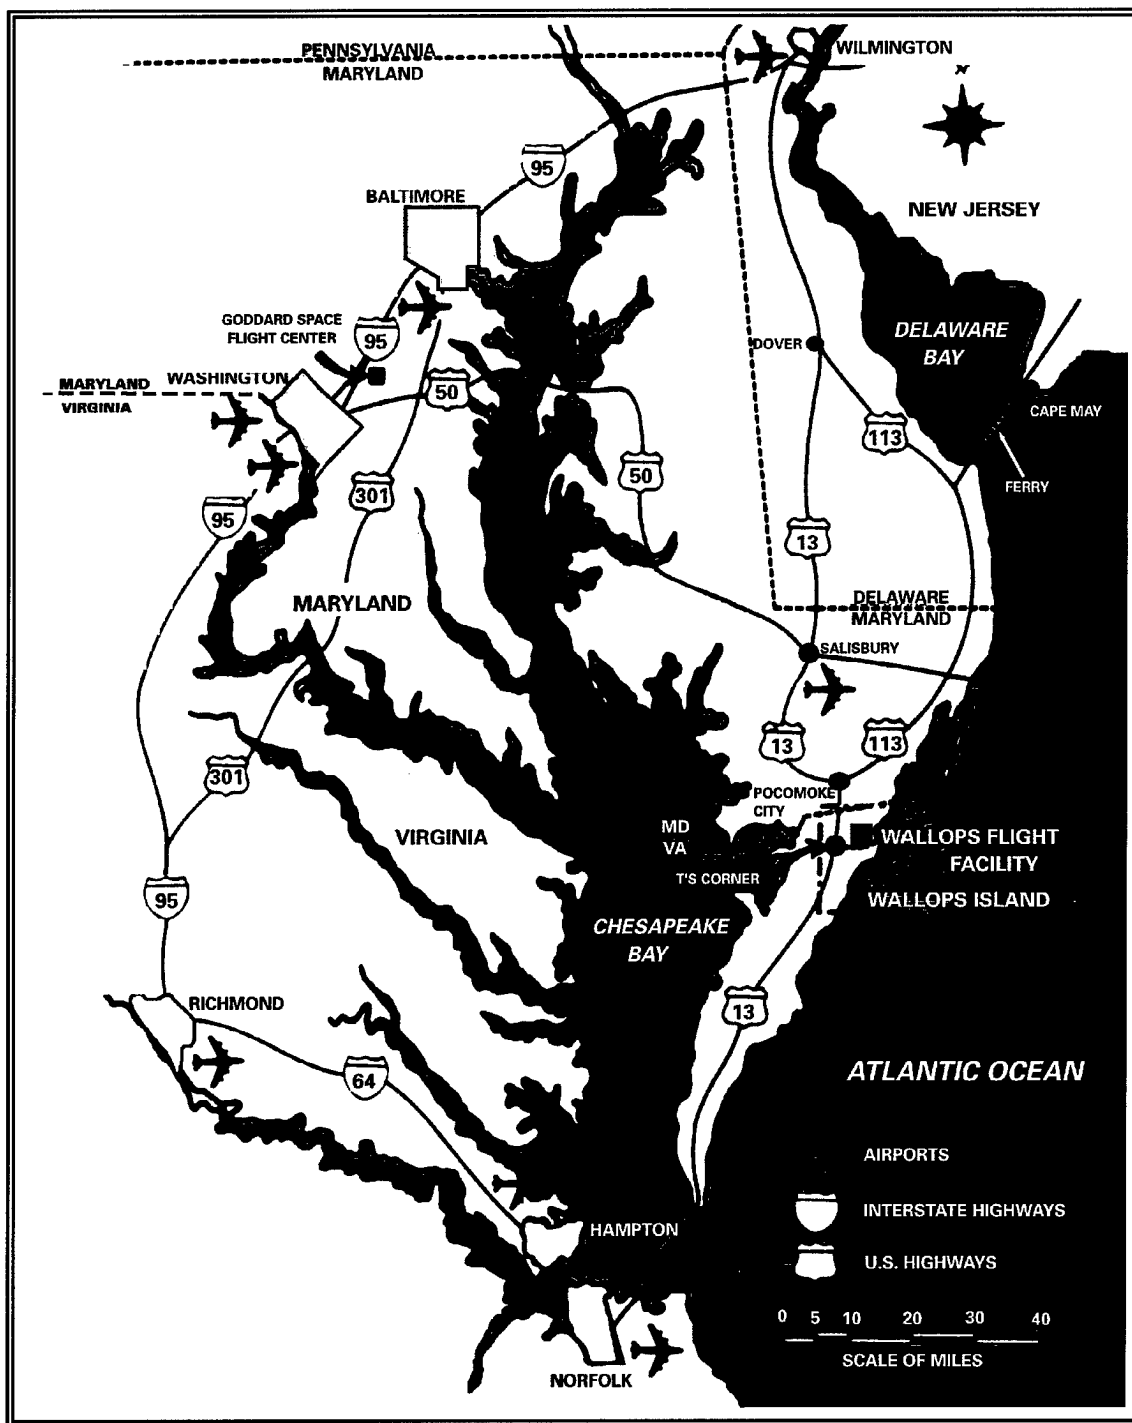 PENNSYLVANIA
MARYLAND
WILMINGTON
N
95
BALTIMORE
NEW JERSEY
GODDARD SPACE
FLIGHT CENTER
95
DELAWARE
BAY
DOVER
MARYLAND
VIRGINIA
WASHINGTON
50
CAPE MAY
113
301
50
FERRY
95
13
MARYLAND
DELAWARE
MARYLAND
SALISBURY
301
13
113
POCOMOKE
CITY
MD
VA
VIRGINIA
WALLOPS FLIGHT
FACILITY
T'S CORNER
WALLOPS ISLAND
95
CHESAPEAKE
BAY
RICHMOND
13
64
ATLANTIC OCEAN
AIRPORTS
INTERSTATE HIGHWAYS
HAMPTON
U.S. HIGHWAYS
0 5 10 20 30 40
SCALE OF MILES
NORFOLK